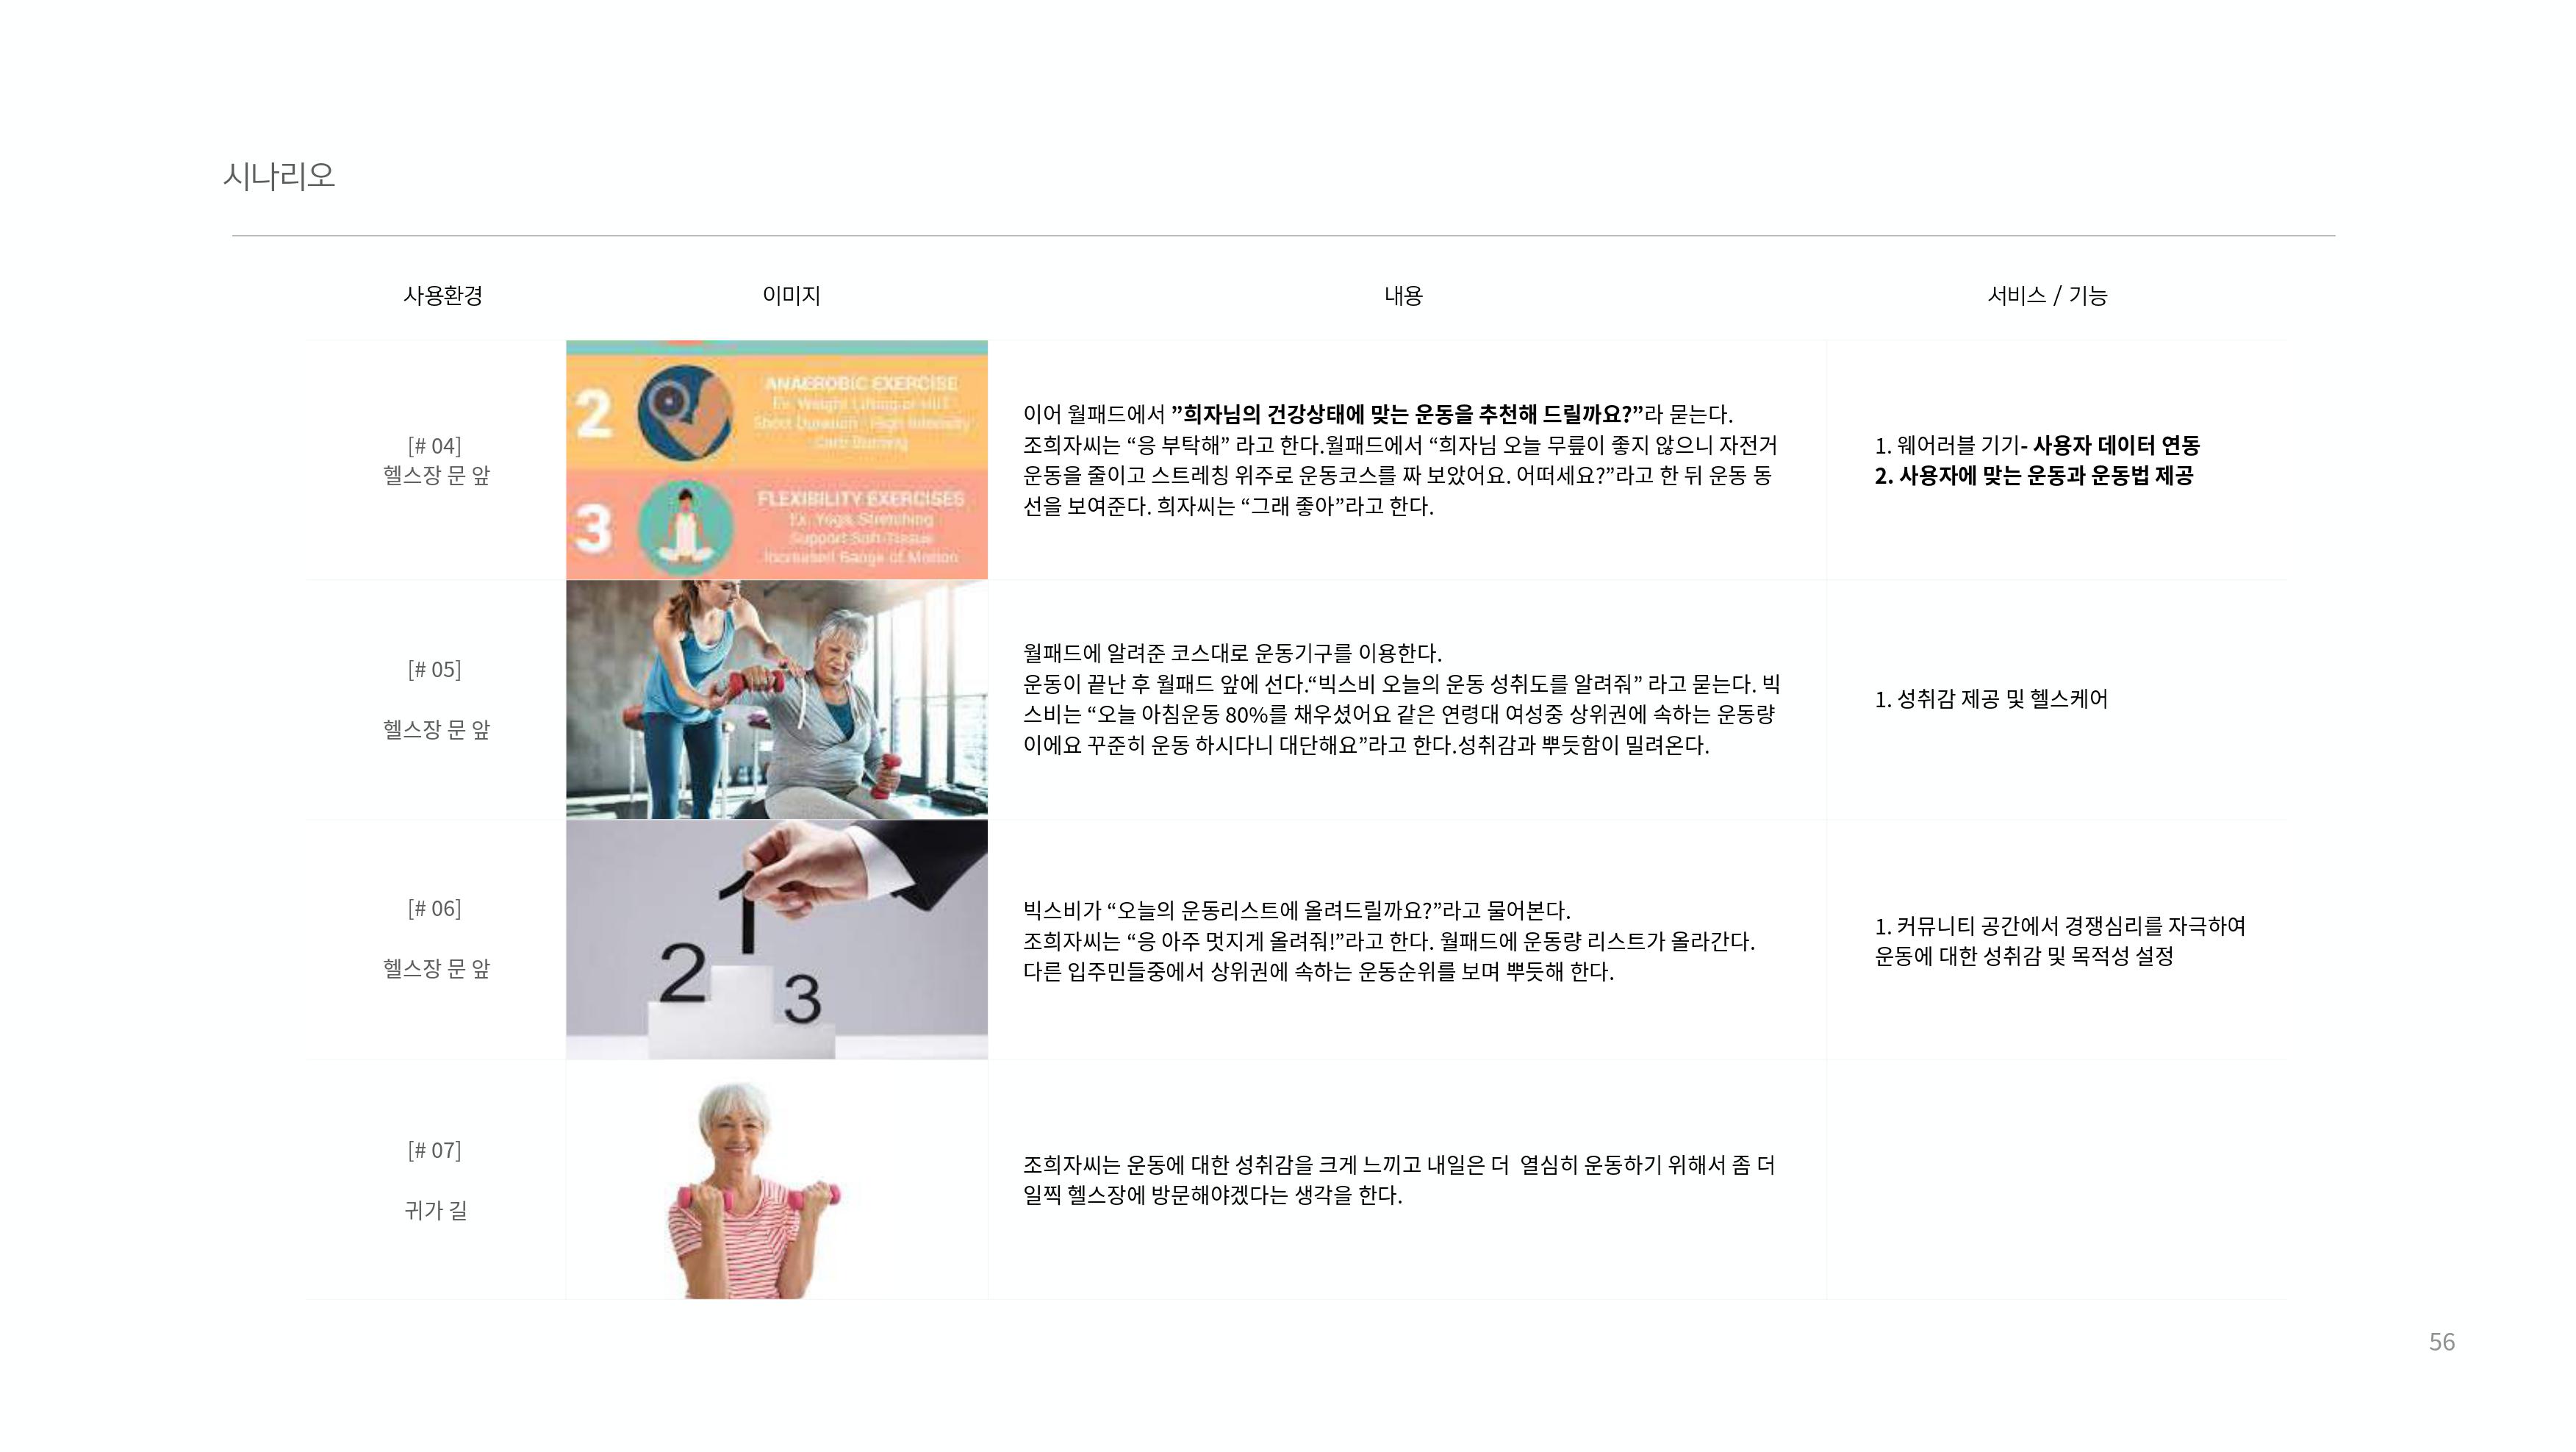 시나리오
사용환경
이미지
내용
서비스 / 기능
[# 04]
헬스장 문 앞
2
ANAEROBIC EXERCISE
Ex. Weight Lifting or HIIT
Short Duration - High Intensity
Carb Burning
3
FLEXIBILITY EXERCISES
Ex. Yoga, Stretching
Support Soft-Tissue
Increased Range of Motion
이어 월패드에서 ”희자님의 건강상태에 맞는 운동을 추천해 드릴까요?”라 묻는다.
조희자씨는 “응 부탁해” 라고 한다.월패드에서 “희자님 오늘 무릎이 좋지 않으니 자전거
운동을 줄이고 스트레칭 위주로 운동코스를 짜 보았어요. 어떠세요?”라고 한 뒤 운동 동
선을 보여준다. 희자씨는 “그래 좋아”라고 한다.
1. 웨어러블 기기- 사용자 데이터 연동
2. 사용자에 맞는 운동과 운동법 제공
[# 05]
헬스장 문 앞
월패드에 알려준 코스대로 운동기구를 이용한다.
운동이 끝난 후 월패드 앞에 선다.“빅스비 오늘의 운동 성취도를 알려줘” 라고 묻는다. 빅
스비는 “오늘 아침운동 80%를 채우셨어요 같은 연령대 여성중 상위권에 속하는 운동량
이에요 꾸준히 운동 하시다니 대단해요”라고 한다.성취감과 뿌듯함이 밀려온다.
1. 성취감 제공 및 헬스케어
[# 06]
헬스장 문 앞
1
2
3
빅스비가 “오늘의 운동리스트에 올려드릴까요?”라고 물어본다.
조희자씨는 “응 아주 멋지게 올려줘!”라고 한다. 월패드에 운동량 리스트가 올라간다.
다른 입주민들중에서 상위권에 속하는 운동순위를 보며 뿌듯해 한다.
1. 커뮤니티 공간에서 경쟁심리를 자극하여
운동에 대한 성취감 및 목적성 설정
[# 07]
귀가 길
조희자씨는 운동에 대한 성취감을 크게 느끼고 내일은 더  열심히 운동하기 위해서 좀 더
일찍 헬스장에 방문해야겠다는 생각을 한다.
56